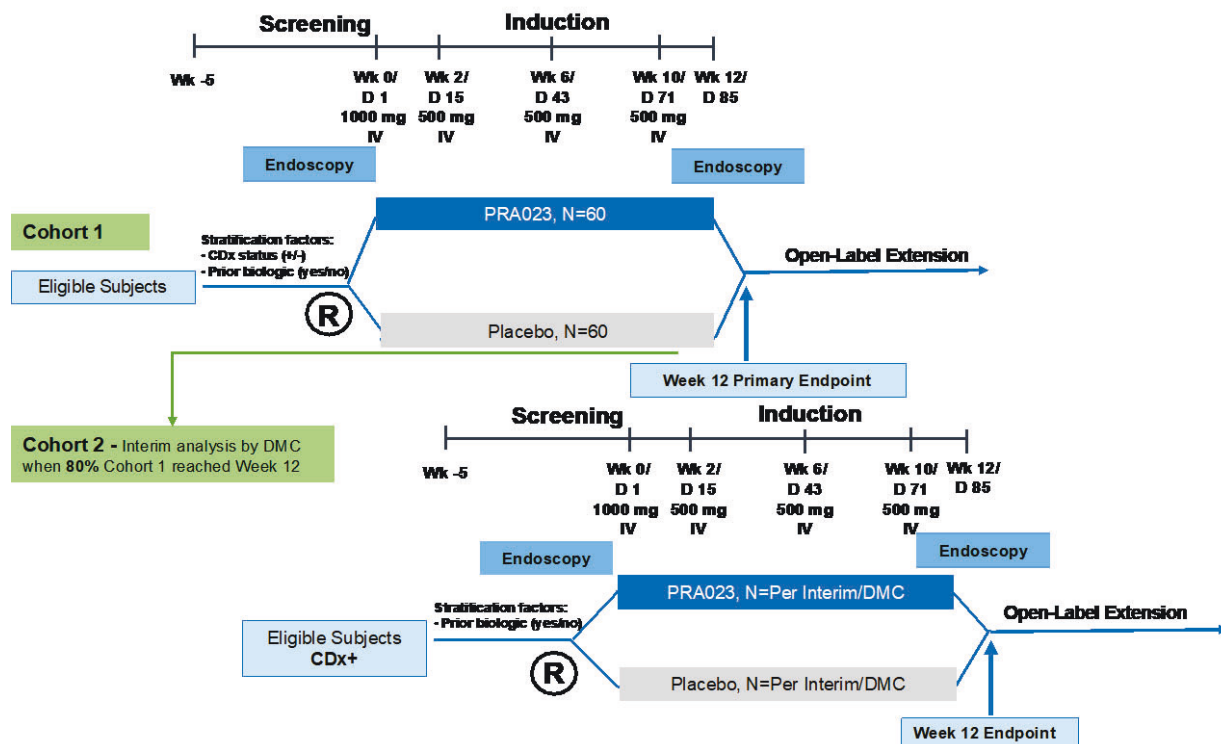 Screening
Induction
Wk -5
Wk 0/
D 1
1000 mg
IV
Wk 2/
D 15
500 mg
IV
Wk 6/
D 43
500 mg
IV
Wk 10/
D 71
500 mg
IV
Wk 12/
D 85
Endoscopy
Endoscopy
PRA023, N=60
Cohort 1
Stratification factors:
- CDx status (+/-)
- Prior biologic (yes/no)
Eligible Subjects
R
Placebo, N=60
Open-Label Extension
Week 12 Primary Endpoint
Cohort 2 - Interim analysis by DMC
when 80% Cohort 1 reached Week 12
Screening
Induction
Wk -5
Wk 0/
D 1
1000 mg
IV
Wk 2/
D 15
500 mg
IV
Wk 6/
D 43
500 mg
IV
Wk 10/
D 71
500 mg
IV
Wk 12/
D 85
Endoscopy
Endoscopy
PRA023, N=Per Interim/DMC
Stratification factors:
- Prior biologic (yes/no)
Eligible Subjects
CDx+
R
Placebo, N=Per Interim/DMC
Open-Label Extension
Week 12 Endpoint